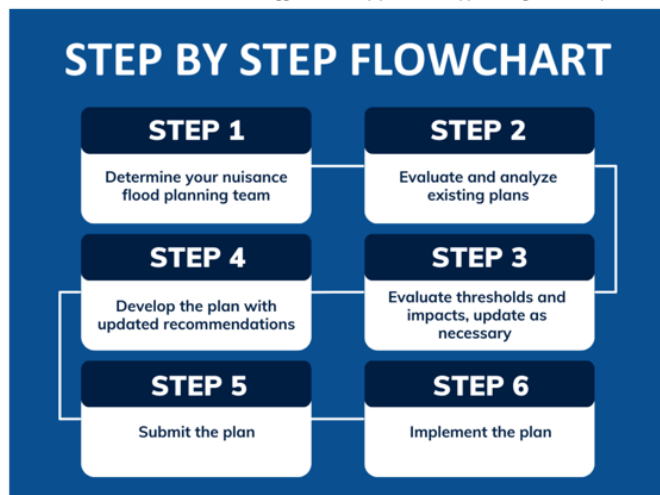 STEP BY STEP FLOWCHART
STEP 1
Determine your nuisance
flood planning team
STEP 2
Evaluate and analyze
existing plans
STEP 3
Evaluate thresholds and
impacts, update as
necessary
STEP 4
Develop the plan with
updated recommendations
STEP 5
Submit the plan
STEP 6
Implement the plan